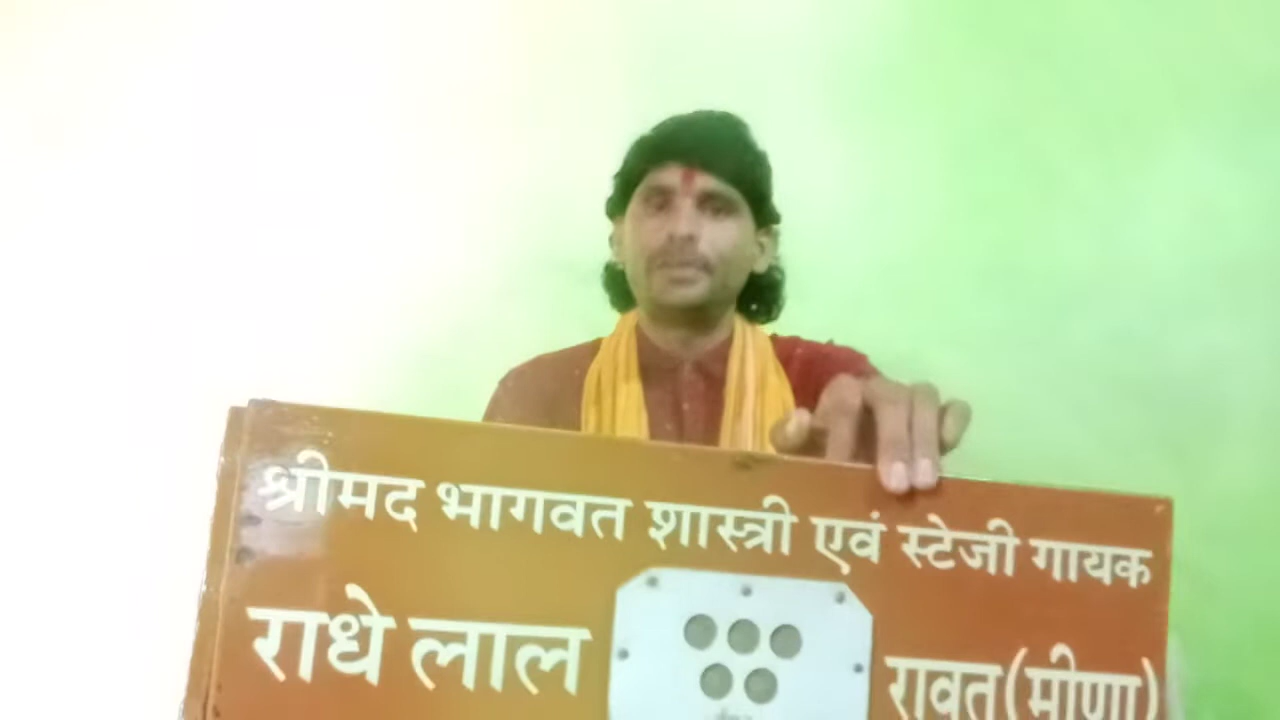 श्रीमद भागवत शास्त्री एवं स्टेजी गायक
राधे लाल रावत (मीणा)